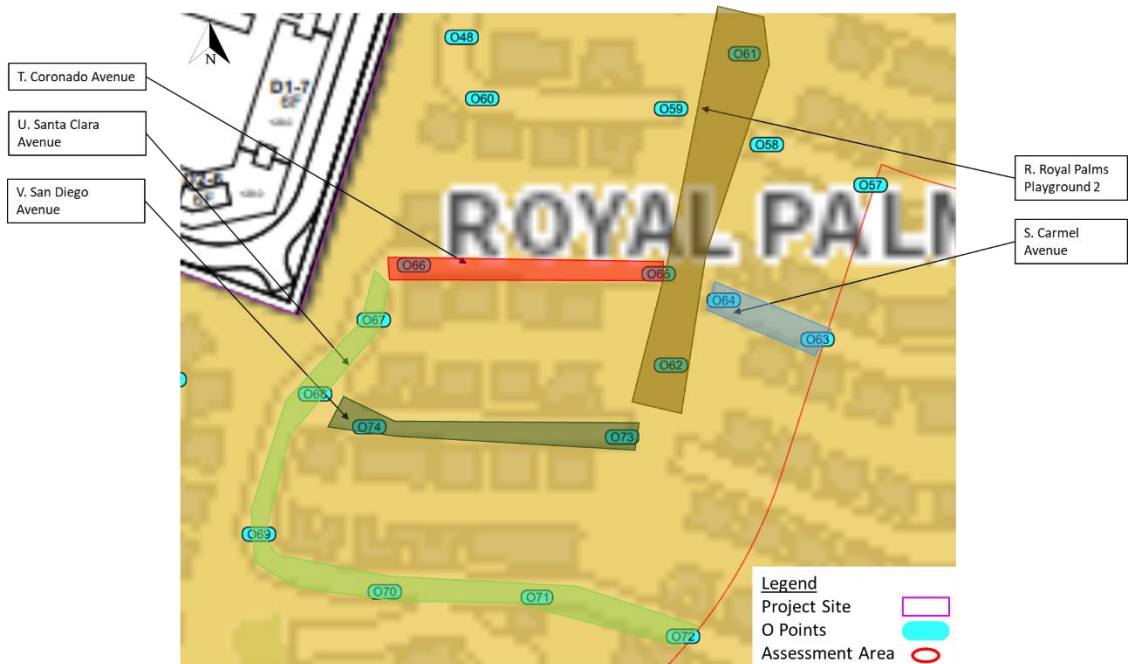 N
D1-7
6F
T. Coronado Avenue
U. Santa Clara
Avenue
V. San Diego
Avenue
R. Royal Palms
Playground 2
S. Carmel
Avenue
ROYAL PALM
O48
O60
O61
O59
O58
O57
O66
O65
O64
O63
O67
O62
O68
O74
O73
O69
O70
O71
O72
Legend
Project Site
O Points
Assessment Area